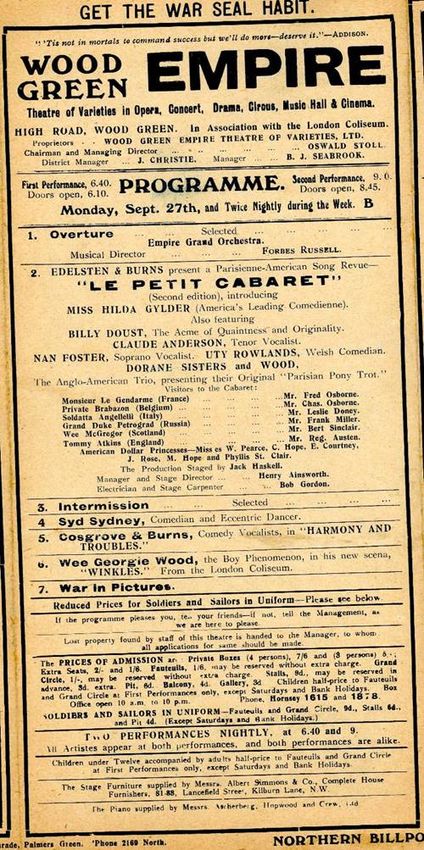 GET THE WAR SEAL HABIT.
"'Tis not in mortals to command success but we'll do more—deserve it."—ADDISON.
WOOD GREEN EMPIRE
Theatre of Varieties in Opera, Concert, Drama, Circus, Music Hall & Cinema.
HIGH ROAD, WOOD GREEN. In Association with the London Coliseum.
Proprietors .. WOOD GREEN EMPIRE THEATRE OF VARIETIES, LTD.
Chairman and Managing Director .. .. .. .. .. OSWALD STOLL
District Manager .. J. CHRISTIE. Manager .. .. B. J. SEABROOK.
First Performance, 6.40. Doors open, 6.10. PROGRAMME. Second Performance, 9.0. Doors open, 8.45.
Monday, Sept. 27th, and Twice Nightly during the Week. B
1. Overture ... Selected ...
Empire Grand Orchestra.
Musical Director ... FORBES RUSSELL.
2. EDELSTEN & BURNS present a Parisienne-American Song Revue—
"LE PETIT CABARET"
(Second edition), introducing
MISS HILDA GYLDER (America's Leading Comedienne).
Also featuring
BILLY DOUST, The Acme of Quaintness and Originality.
CLAUDE ANDERSON, Tenor Vocalist.
NAN FOSTER, Soprano Vocalist. UTY ROWLANDS, Welsh Comedian.
DORANE SISTERS and WOOD,
The Anglo-American Trio, presenting their Original "Parisian Pony Trot."
Visitors to the Cabaret:
Monsieur Le Gendarme (France) ... Mr. Fred Osborne.
Private Brabazon (Belgium) ... Mr. Chas. Osborne.
Soldatta Angellelli (Italy) ... Mr. Leslie Doney.
Grand Duke Petrograd (Russia) ... Mr. Frank Miller.
Wee McGregor (Scotland) ... Mr. Bert Sinclair.
Tommy Atkins (England) ... Mr. Reg. Austen.
American Dollar Princesses—Misses W. Pearce, C. Hope, E. Courtney,
J. Rose, M. Hope and Phyllis St. Clair.
The Production Staged by Jack Haskell.
Manager and Stage Director ... Henry Ainsworth.
Electrician and Stage Carpenter ... Bob Gordon.
3. Intermission ... Selected ...
4 Syd Sydney, Comedian and Eccentric Dancer.
5. Cosgrove & Burns, Comedy Vocalists, in "HARMONY AND
TROUBLES."
6. Wee Georgie Wood, the Boy Phenomenon, in his new scena,
"WINKLES." From the London Coliseum.
7. War in Pictures.
Reduced Prices for Soldiers and Sailors in Uniform—Please see below
If the programme pleases you, tell your friends—if not, tell the Management, as
we are here to please.
Lost property found by staff of this theatre is handed to the Manager, to whom
all applications for same should be made.
The PRICES OF ADMISSION are Private Boxes (4 persons), 7/6 and (3 persons)
Extra Seats, 2/- and 1/6. Fauteuils, 1/6, may be reserved without extra charge. Grand
Circle, 1/-, may be reserved without extra charge. Stalls, 9d., may be reserved in
advance, 3d. extra. Pit, 6d. Balcony, 4d. Gallery, 3d. Children half-price to Fauteuils
and Grand Circle at First Performances only, except Saturdays and Bank Holidays. Box
Office open 10 a.m. to 10 p.m. Phone, Hornsey 1615 and 1878.
SOLDIERS AND SAILORS IN UNIFORM—Fauteuils and Grand Circle, 9d., Stalls 6d.,
and Pit 4d. (Except Saturdays and Bank Holidays.)
TWO PERFORMANCES NIGHTLY, at 6.40 and 9.
All Artistes appear at both performances, and both performances are alike.
Children under Twelve accompanied by adults half-price to Fauteuils and Grand Circle
at First Performances only, except Saturdays and Bank Holidays
The Stage Furniture supplied by Messrs. Albert Simmons & Co., Complete House
Furnishers, 81-88, Lancefield Street, Kilburn Lane, N.W.
The Piano supplied by Messrs. Ascherberg, Hopwood and Crew, Ltd
Palmers Green. 'Phone 2169 North.
NORTHERN BILLPO